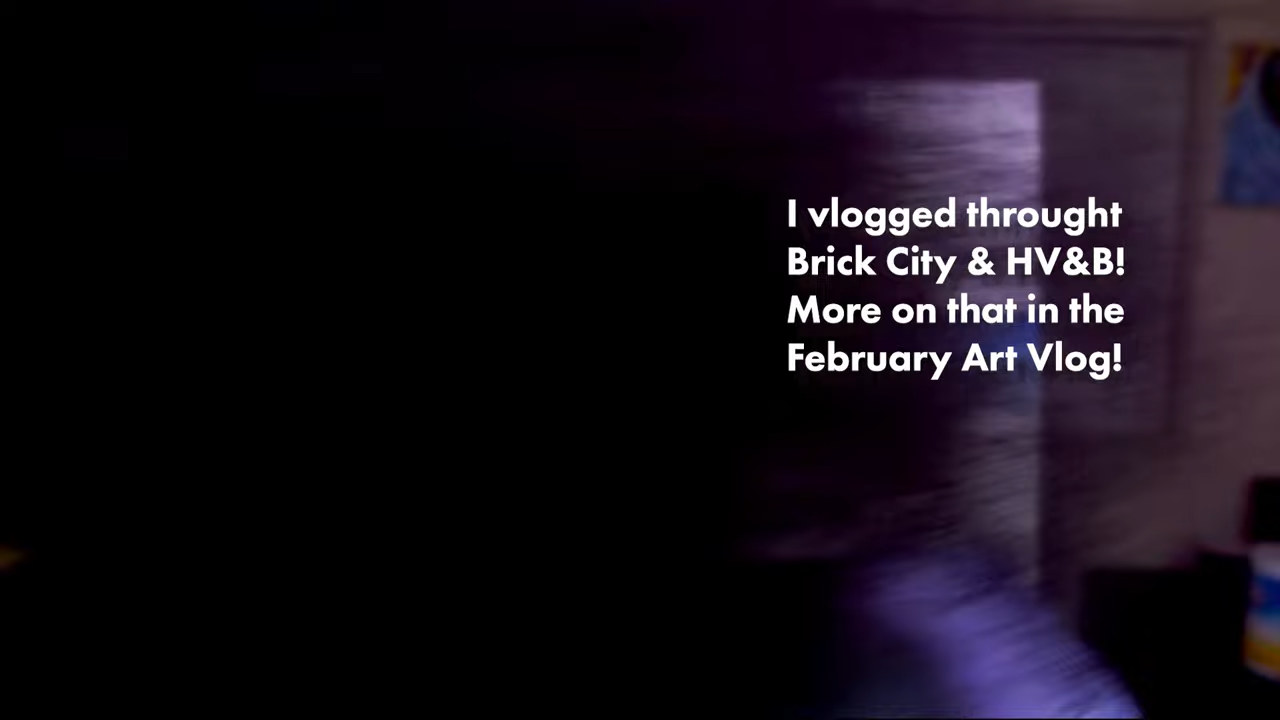 I vlogged throught
Brick City & HV&B!
More on that in the
February Art Vlog!